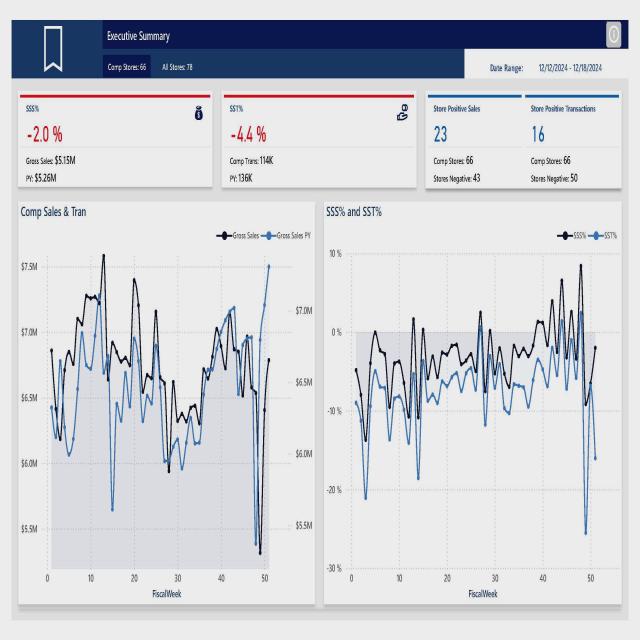 Executive Summary
Comp Stores: 66
All Stores: 78
Date Range:
12/12/2024 - 12/18/2024
SSS%
-2.0 %
Gross Sales: $5.15M
PY: $5.26M
SST%
-4.4 %
Comp Trans: 114K
PY: 136K
Store Positive Sales
23
Comp Stores: 66
Stores Negative: 43
Store Positive Transactions
16
Comp Stores: 66
Stores Negative: 50
Comp Sales & Tran
Gross Sales
Gross Sales PY
$7.5M
$7.0M
$6.5M
$6.0M
$5.5M
$7.0M
$6.5M
$6.0M
$5.5M
0 10 20 30 40 50
FiscalWeek
SSS% and SST%
SSS%
SST%
10 %
0 %
-10 %
-20 %
-30 %
0 10 20 30 40 50
FiscalWeek